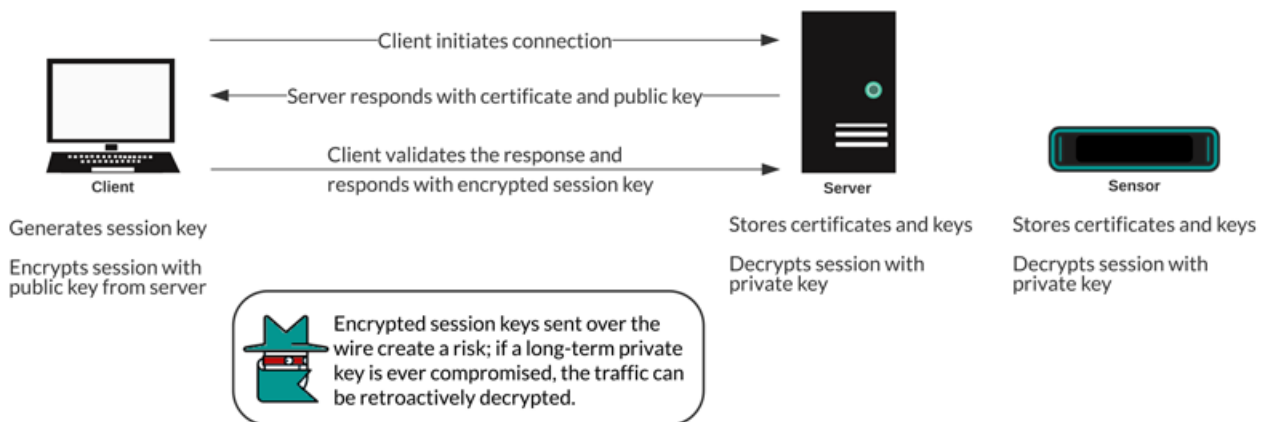 Client initiates connection
Server responds with certificate and public key
Client validates the response and
responds with encrypted session key
Client
Server
Sensor
Generates session key
Encrypts session with
public key from server
Stores certificates and keys
Decrypts session with
private key
Stores certificates and keys
Decrypts session with
private key
Encrypted session keys sent over the
wire create a risk; if a long-term private
key is ever compromised, the traffic can
be retroactively decrypted.